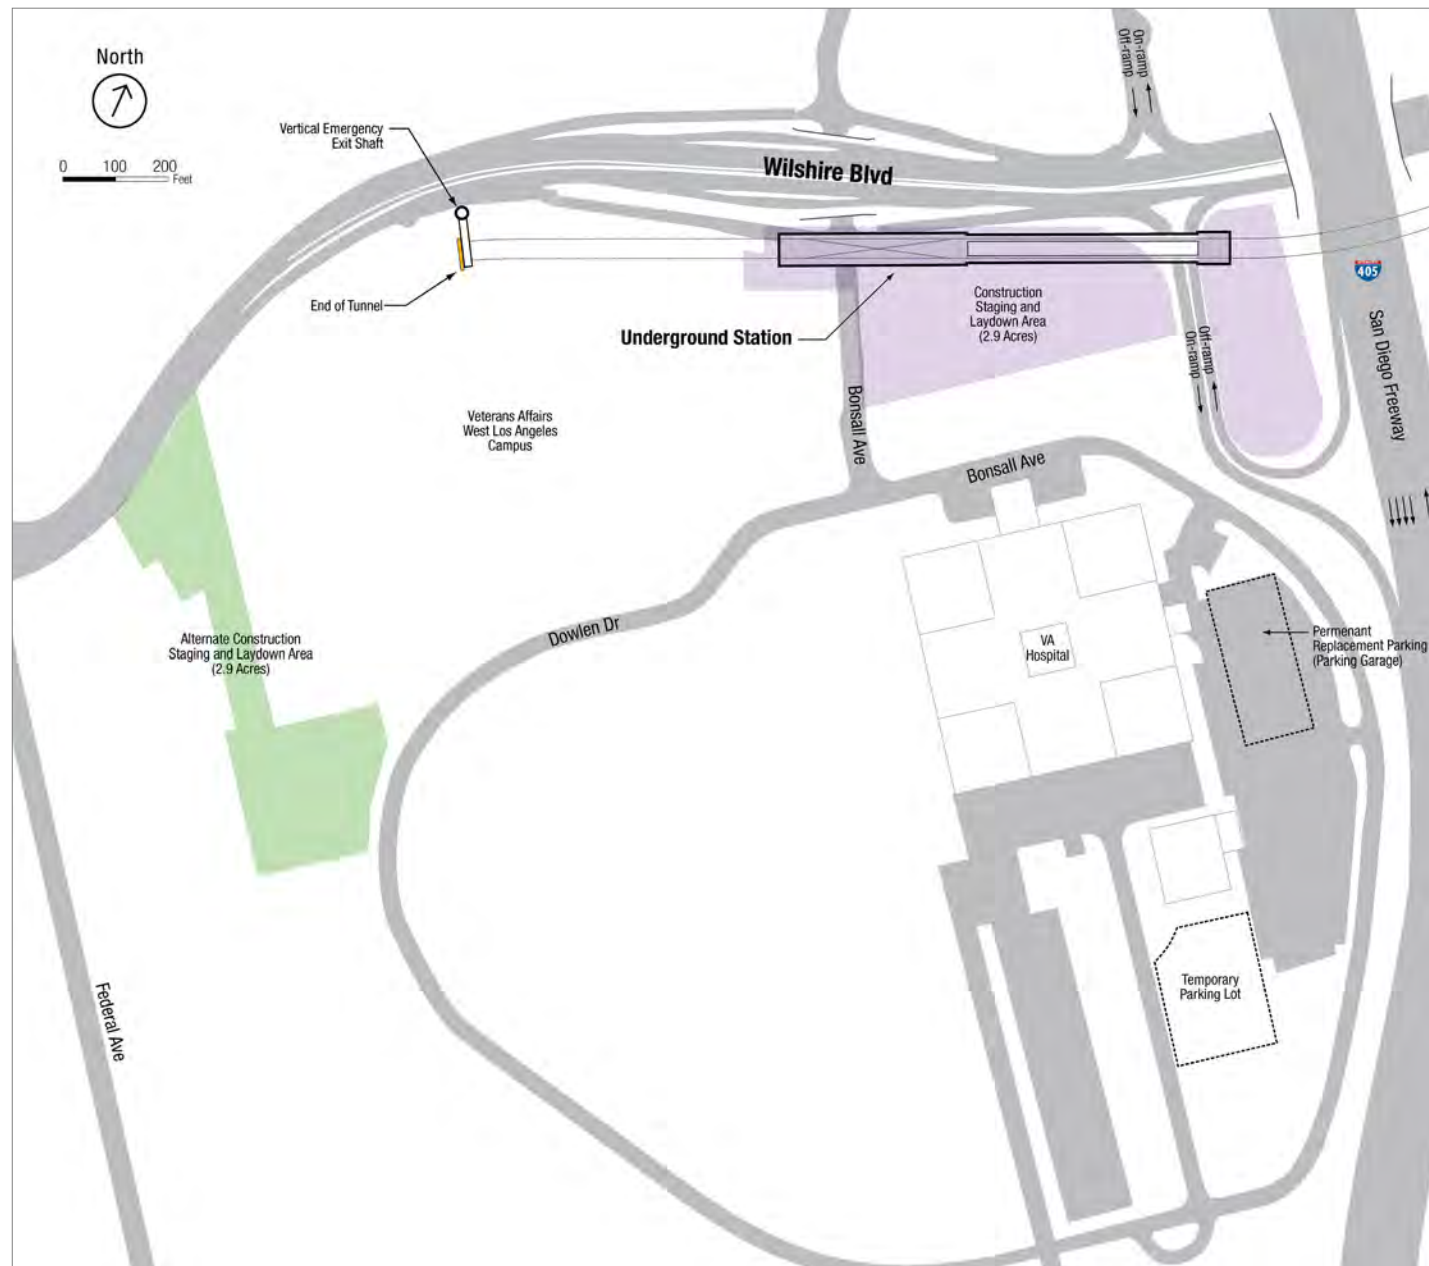 North
0 100 200
Feet
Vertical Emergency
Exit Shaft
On-ramp
Off-ramp
Wilshire Blvd
End of Tunnel
Underground Station
Construction
Staging and
Laydown Area
(2.9 Acres)
405
San Diego Freeway
Off-ramp
On-ramp
Bonsall Ave
Veterans Affairs
West Los Angeles
Campus
Bonsall Ave
Dowlen Dr
Alternate Construction
Staging and Laydown Area
(2.9 Acres)
VA
Hospital
Permenant
Replacement Parking
(Parking Garage)
Federal Ave
Temporary
Parking Lot